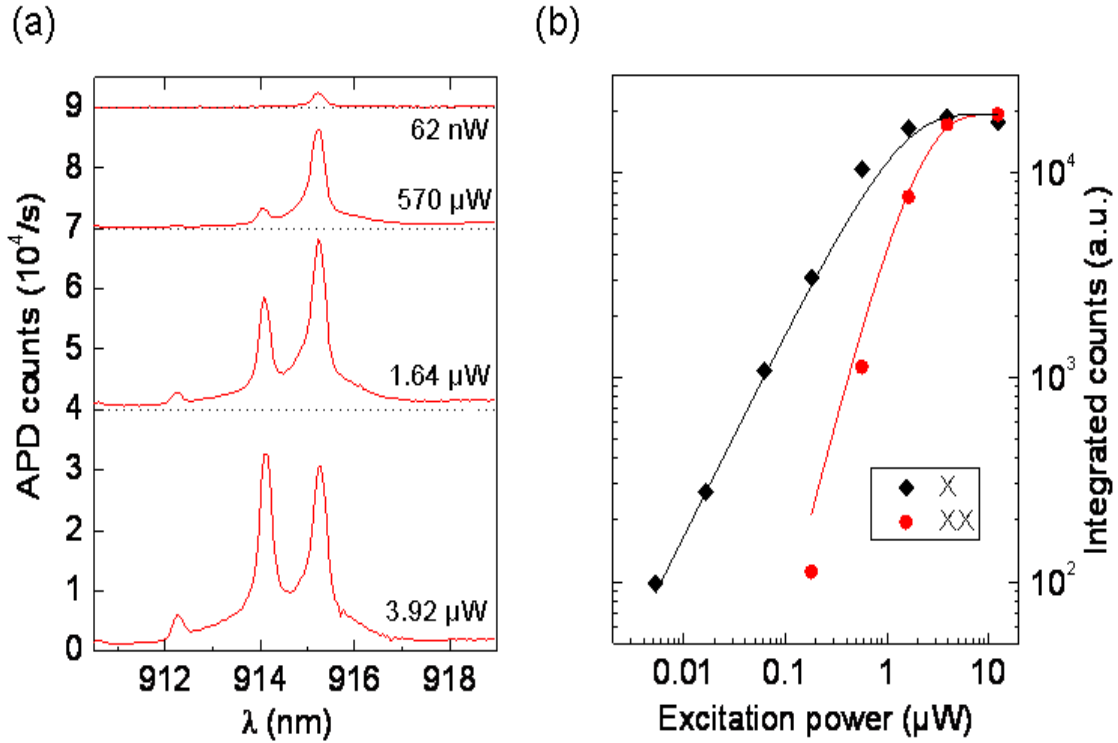 (a)
(b)
9
8
7
6
5
4
3
2
1
0
APD counts (10⁴/s)
62 nW
570 µW
1.64 µW
3.92 µW
912
914
916
918
λ (nm)
10⁴
10³
10²
Integrated counts (a.u.)
X
XX
0.01
0.1
1
10
Excitation power (µW)